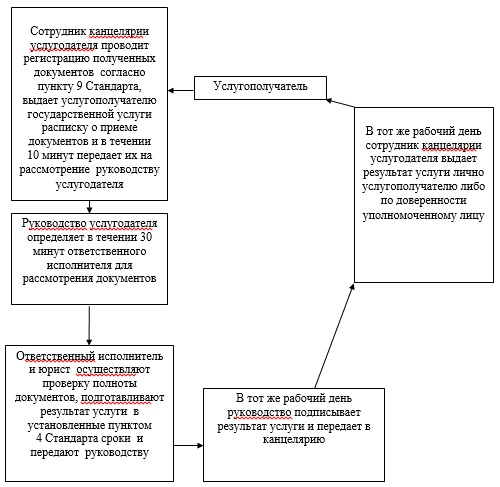 Сотрудник канцелярии
услугодателя проводит
регистрацию полученных
документов согласно
пункту 9 Стандарта,
выдает услугополучателю
государственной услуги
расписку о приеме
документов и в течении
10 минут передает их на
рассмотрение руководству
услугодателя
Услугополучатель
В тот же рабочий день
сотрудник канцелярии
услугодателя выдает
результат услуги лично
услугополучателю либо
по доверенности
уполномоченному лицу
Руководство услугодателя
определяет в течении 30
минут ответственного
исполнителя для
рассмотрения документов
Ответственный исполнитель
и юрист осуществляют
проверку полноты
документов, подготавливают
результат услуги в
установленные пунктом
4 Стандарта сроки и
передают руководству
В тот же рабочий день
руководство подписывает
результат услуги и передает в
канцелярию